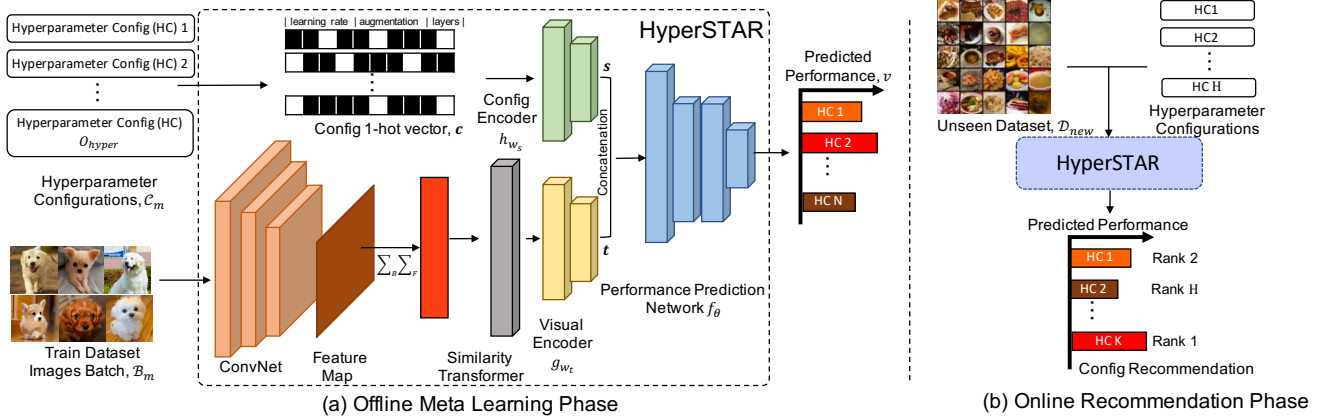 Hyperparameter Config (HC) 1
Hyperparameter Config (HC) 2
Hyperparameter Config (HC)
O_hyper
Hyperparameter
Configurations, 𝒞_m
Train Dataset
Images Batch, ℬ_m
| learning rate | augmentation | layers|
Config 1-hot vector, c
Config
Encoder
h_{w_s}
HyperSTAR
s
Concatenation
t
ConvNet
Feature
Map
∑_B ∑_F
Similarity
Transformer
Visual
Encoder
g_{w_t}
Performance Prediction
Network f_θ
Predicted
Performance, v
HC 1
HC 2
HC N
(a) Offline Meta Learning Phase
Unseen Dataset, 𝒟_new
HC1
HC2
HC H
Hyperparameter
Configurations
HyperSTAR
Predicted Performance
HC 1 Rank 2
HC 2 Rank H
HC K Rank 1
Config Recommendation
(b) Online Recommendation Phase